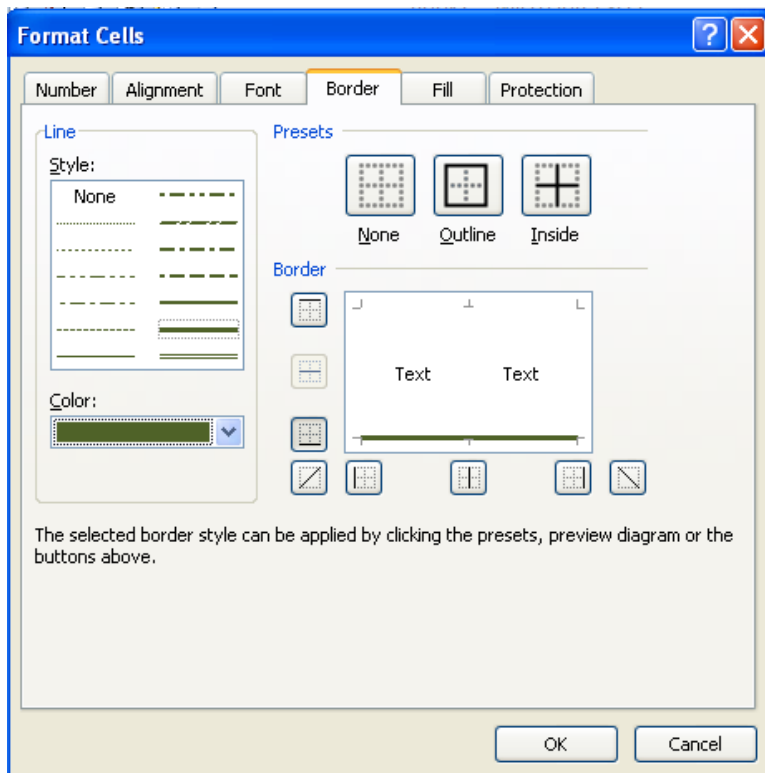 Format Cells
Number Alignment Font Border Fill Protection
Line
Style:
None
Color:
Presets
None Outline Inside
Border
Text Text
The selected border style can be applied by clicking the presets, preview diagram or the
buttons above.
OK Cancel